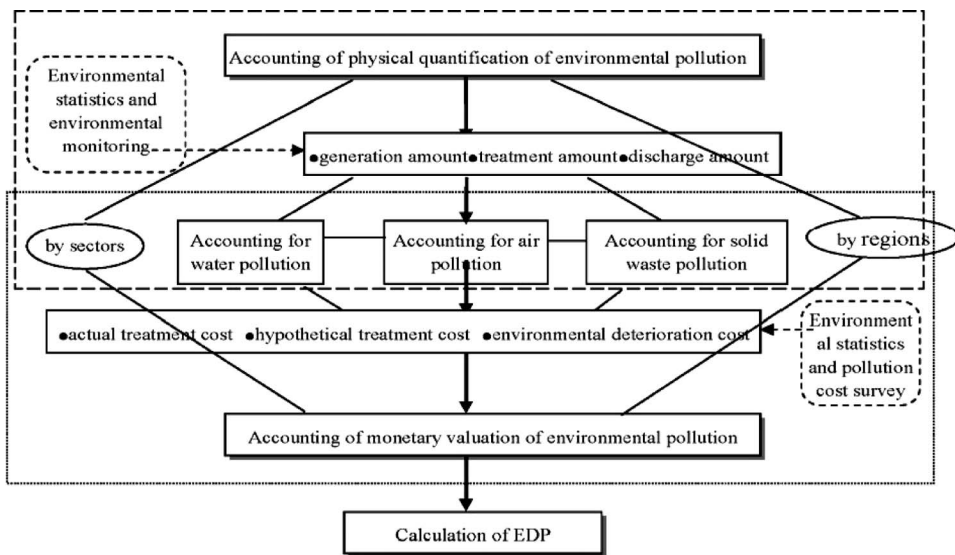 Accounting of physical quantification of environmental pollution
Environmental
statistics and
environmental
monitoring
●generation amount●treatment amount●discharge amount
by sectors
Accounting for
water pollution
Accounting for air
pollution
Accounting for solid
waste pollution
by regions
●actual treatment cost ●hypothetical treatment cost ●environmental deterioration cost
Environment
al statistics
and pollution
cost survey
Accounting of monetary valuation of environmental pollution
Calculation of EDP